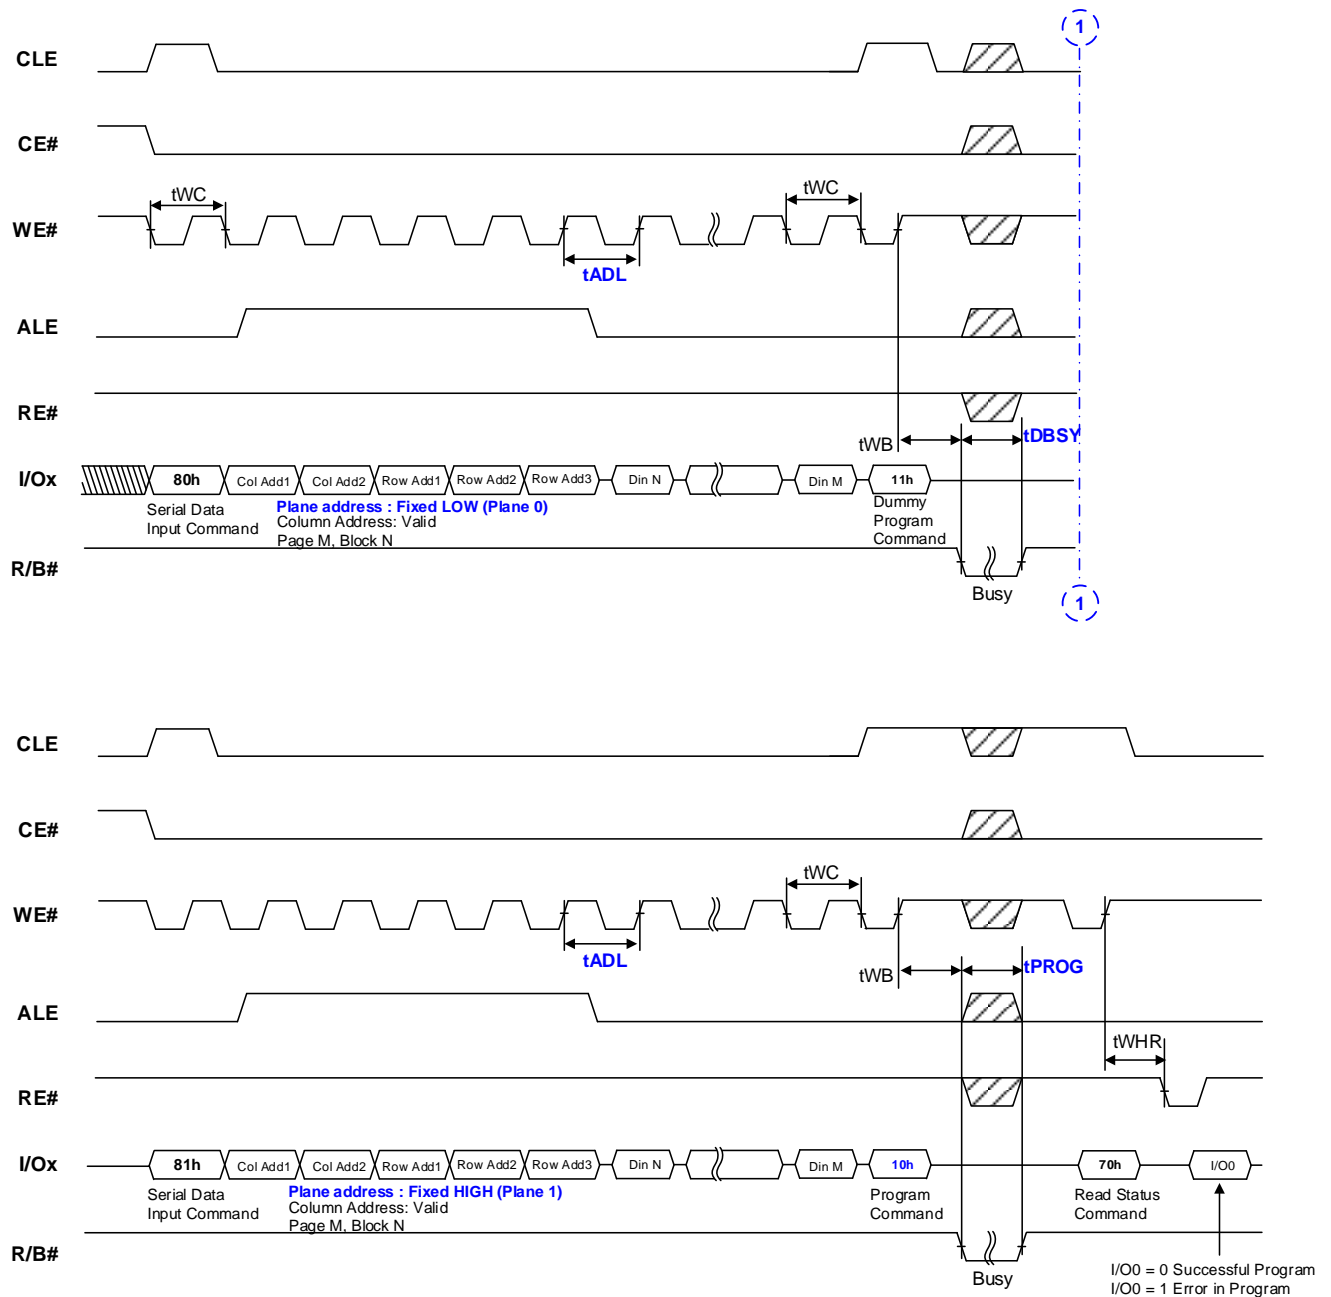 1
CLE
CE#
tWC
tWC
WE#
tADL
ALE
RE#
tWB
tDBSY
I/Ox
80h
Col Add1
Col Add2
Row Add1
Row Add2
Row Add3
Din N
Din M
11h
Serial Data
Input Command
Plane address : Fixed LOW (Plane 0)
Column Address: Valid
Page M, Block N
Dummy
Program
Command
R/B#
Busy
1
CLE
CE#
tWC
WE#
tADL
tWB
tPROG
ALE
tWHR
RE#
I/Ox
81h
Col Add1
Col Add2
Row Add1
Row Add2
Row Add3
Din N
Din M
10h
70h
I/O0
Serial Data
Input Command
Plane address : Fixed HIGH (Plane 1)
Column Address: Valid
Page M, Block N
Program
Command
Read Status
Command
R/B#
Busy
I/O0 = 0 Successful Program
I/O0 = 1 Error in Program